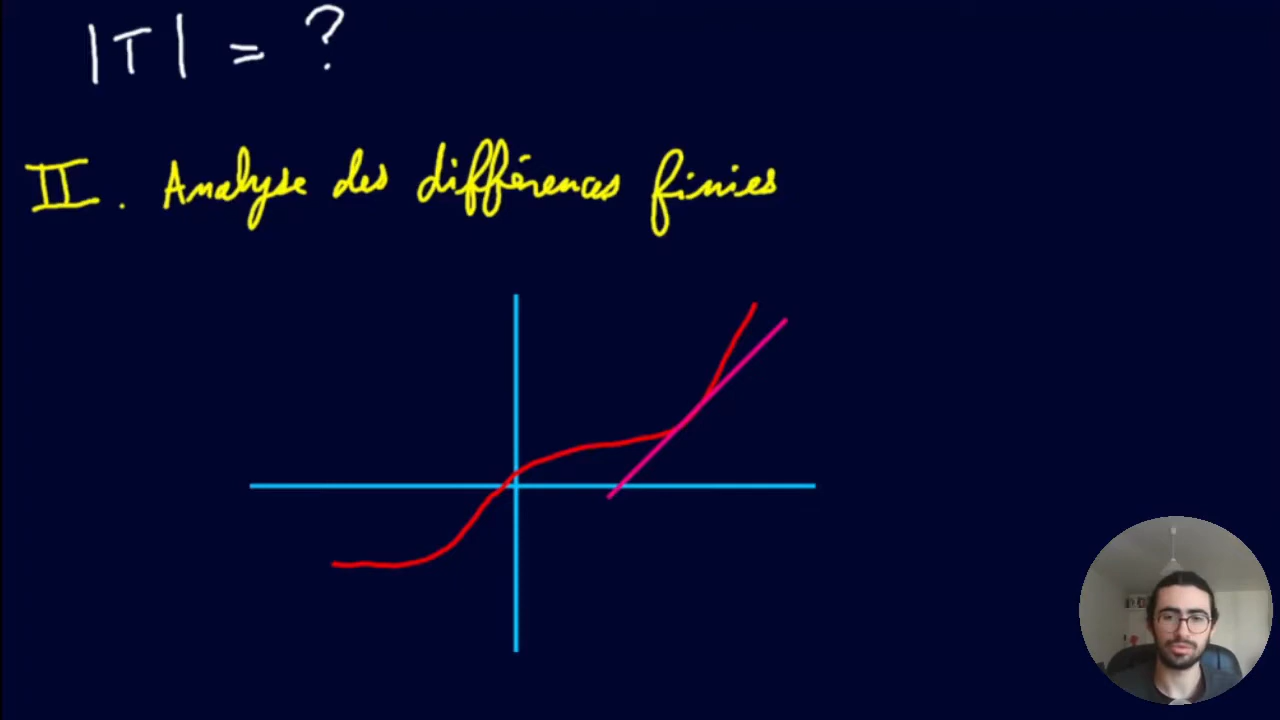 |T| = ?
II. Analyse des différences finies